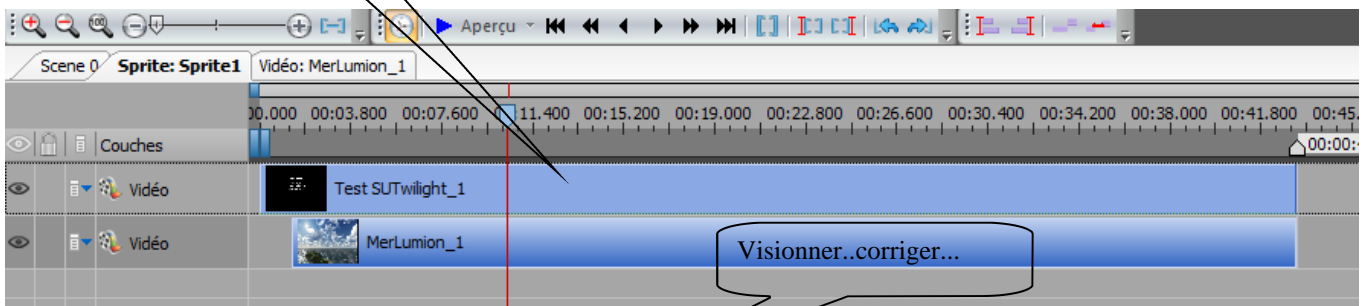 Aperçu
Scene 0 Sprite: Sprite1 Vidéo: MerLumion_1
00:03.800 00:07.600 11.400 00:15.200 00:19.000 00:22.800 00:26.600 00:30.400 00:34.200 00:38.000 00:41.800 00:45.
Couches 00:00:
Vidéo Test SUTwilight_1
Vidéo MerLumion_1
Visionner..corriger...